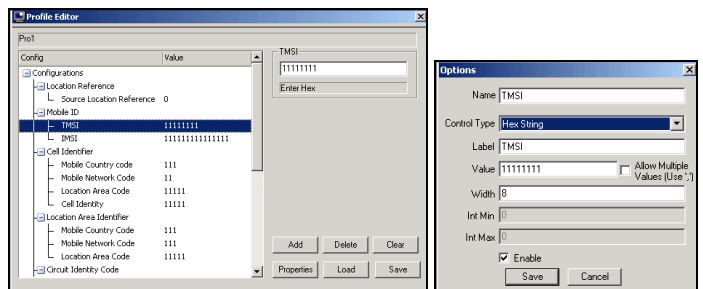 Profile Editor
Pro1
Config Value
Configurations
Location Reference
Source Location Reference 0
Mobile ID
TMSI 11111111
IMSI 111111111111111
Cell Identifier
Mobile Country code 111
Mobile Network Code 11
Location Area Code 11111
Cell Identity 11111
Location Area Identifier
Mobile Country Code 111
Mobile Network Code 111
Location Area Code 11111
Circuit Identity Code
TMSI
11111111
Enter Hex
Add Delete Clear
Properties Load Save
Options
Name TMSI
Control Type Hex String
Label TMSI
Value 11111111 Allow Multiple
Values (Use ',')
Width 8
Int Min 0
Int Max 0
Enable
Save Cancel